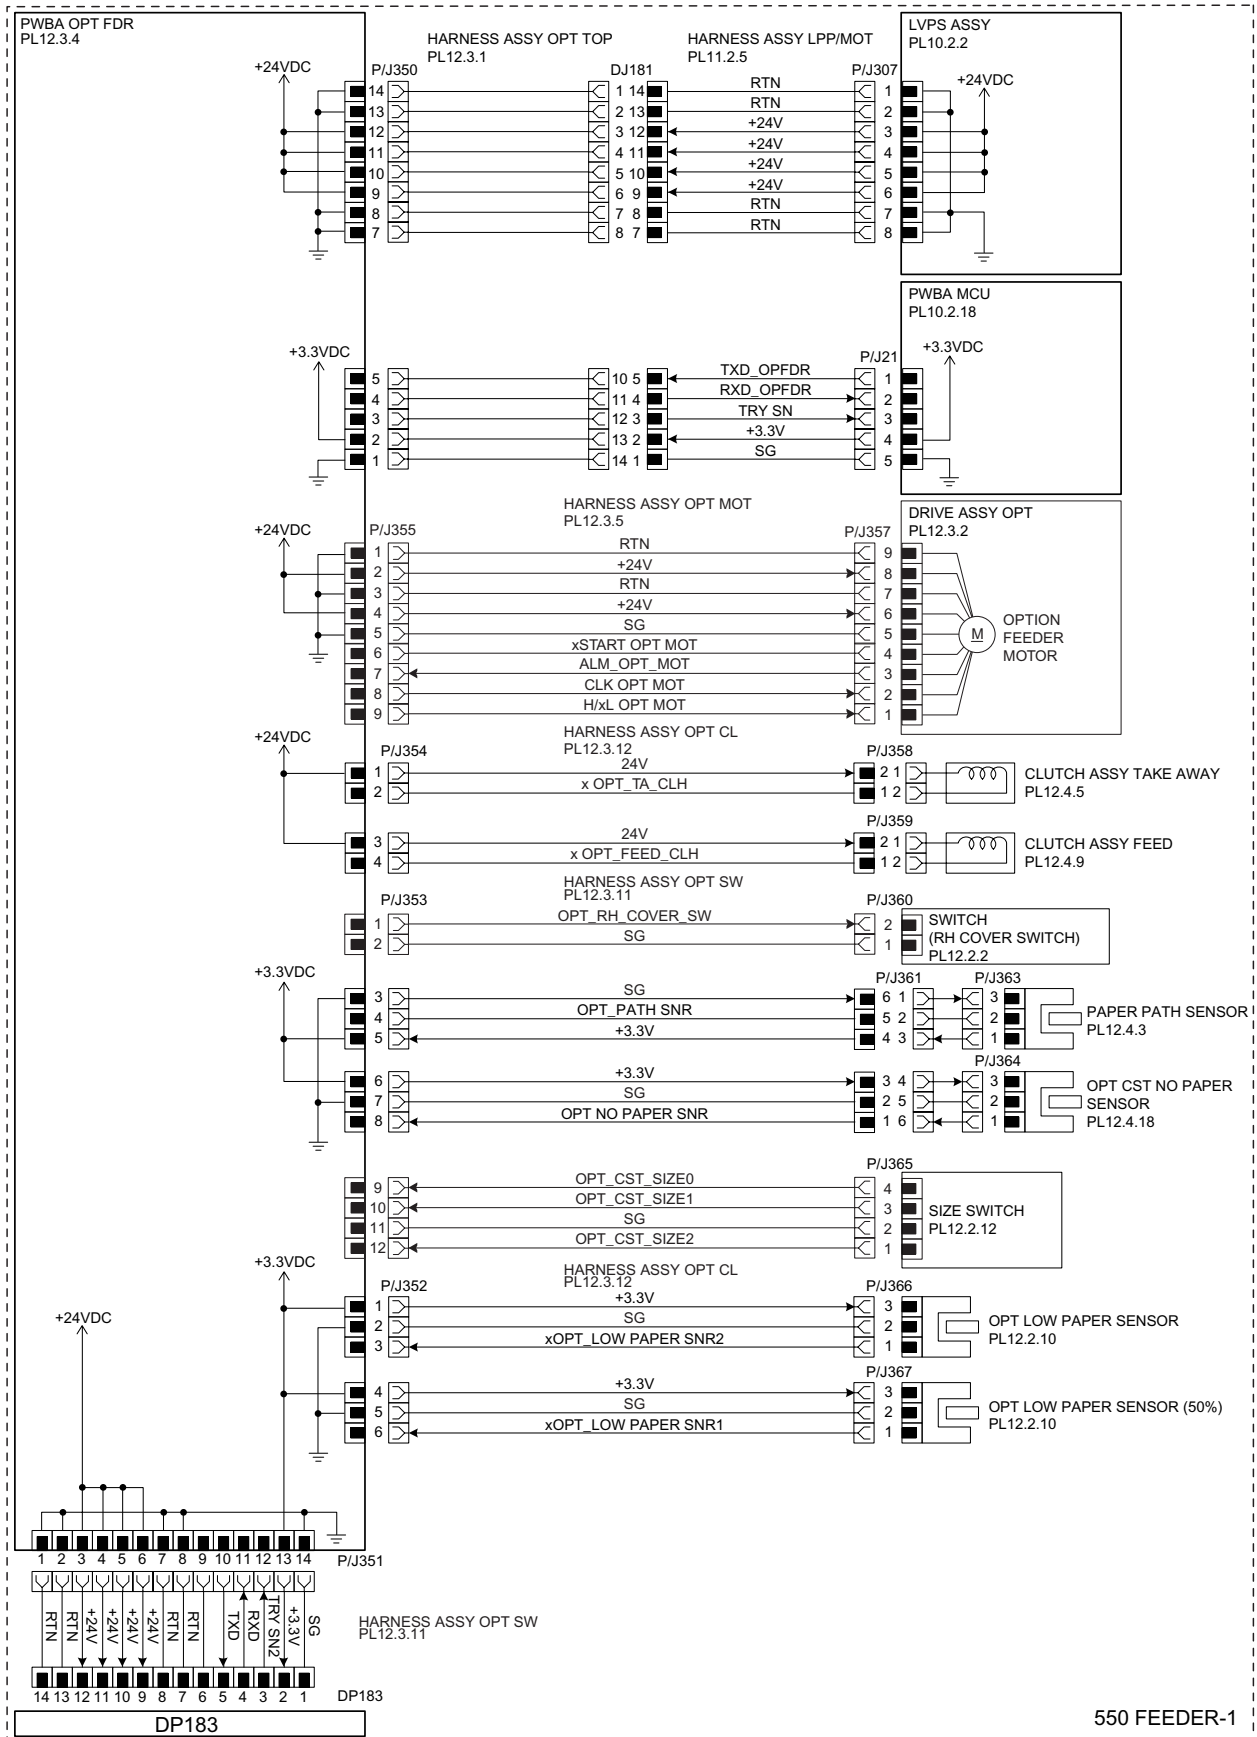 PWBA OPT FDR
PL12.3.4
HARNESS ASSY OPT TOP
PL12.3.1
HARNESS ASSY LPP/MOT
PL11.2.5
LVPS ASSY
PL10.2.2
+24VDC
P/J350
DJ181
P/J307
+24VDC
14 1 14 RTN 1
13 2 13 RTN 2
12 3 12 +24V 3
11 4 11 +24V 4
10 5 10 +24V 5
9 6 9 +24V 6
8 7 8 RTN 7
7 8 7 RTN 8
PWBA MCU
PL10.2.18
+3.3VDC
P/J21
+3.3VDC
5 10 5 TXD_OPFDR 1
4 11 4 RXD_OPFDR 2
3 12 3 TRY SN 3
2 13 2 +3.3V 4
1 14 1 SG 5
HARNESS ASSY OPT MOT
PL12.3.5
DRIVE ASSY OPT
PL12.3.2
+24VDC
P/J355
P/J357
1 RTN 9
2 +24V 8
3 RTN 7
4 +24V 6
5 SG 5
6 xSTART OPT MOT 4
7 ALM_OPT_MOT 3
8 CLK OPT MOT 2
9 H/xL OPT MOT 1
M
OPTION
FEEDER
MOTOR
HARNESS ASSY OPT CL
PL12.3.12
+24VDC
P/J354
P/J358
1 24V 2 1
2 x OPT_TA_CLH 1 2
CLUTCH ASSY TAKE AWAY
PL12.4.5
P/J359
3 24V 2 1
4 x OPT_FEED_CLH 1 2
CLUTCH ASSY FEED
PL12.4.9
HARNESS ASSY OPT SW
PL12.3.11
P/J353
P/J360
1 OPT_RH_COVER_SW 2
2 SG 1
SWITCH
(RH COVER SWITCH)
PL12.2.2
+3.3VDC
P/J361
P/J363
3 SG 6 1 3
4 OPT_PATH SNR 5 2 2
5 +3.3V 4 3 1
PAPER PATH SENSOR
PL12.4.3
P/J364
6 +3.3V 3 4 3
7 SG 2 5 2
8 OPT NO PAPER SNR 1 6 1
OPT CST NO PAPER
SENSOR
PL12.4.18
P/J365
9 OPT_CST_SIZE0 4
10 OPT_CST_SIZE1 3
11 SG 2
12 OPT_CST_SIZE2 1
SIZE SWITCH
PL12.2.12
+3.3VDC
HARNESS ASSY OPT CL
PL12.3.12
P/J352
P/J366
1 +3.3V 3
2 SG 2
3 xOPT_LOW PAPER SNR2 1
OPT LOW PAPER SENSOR
PL12.2.10
+24VDC
P/J367
4 +3.3V 3
5 SG 2
6 xOPT_LOW PAPER SNR1 1
OPT LOW PAPER SENSOR (50%)
PL12.2.10
1 2 3 4 5 6 7 8 9 10 11 12 13 14
P/J351
RTN RTN +24V +24V +24V +24V RTN RTN TXD RXD TRY SN2 +3.3V SG
HARNESS ASSY OPT SW
PL12.3.11
14 13 12 11 10 9 8 7 6 5 4 3 2 1
DP183
DP183
550 FEEDER-1